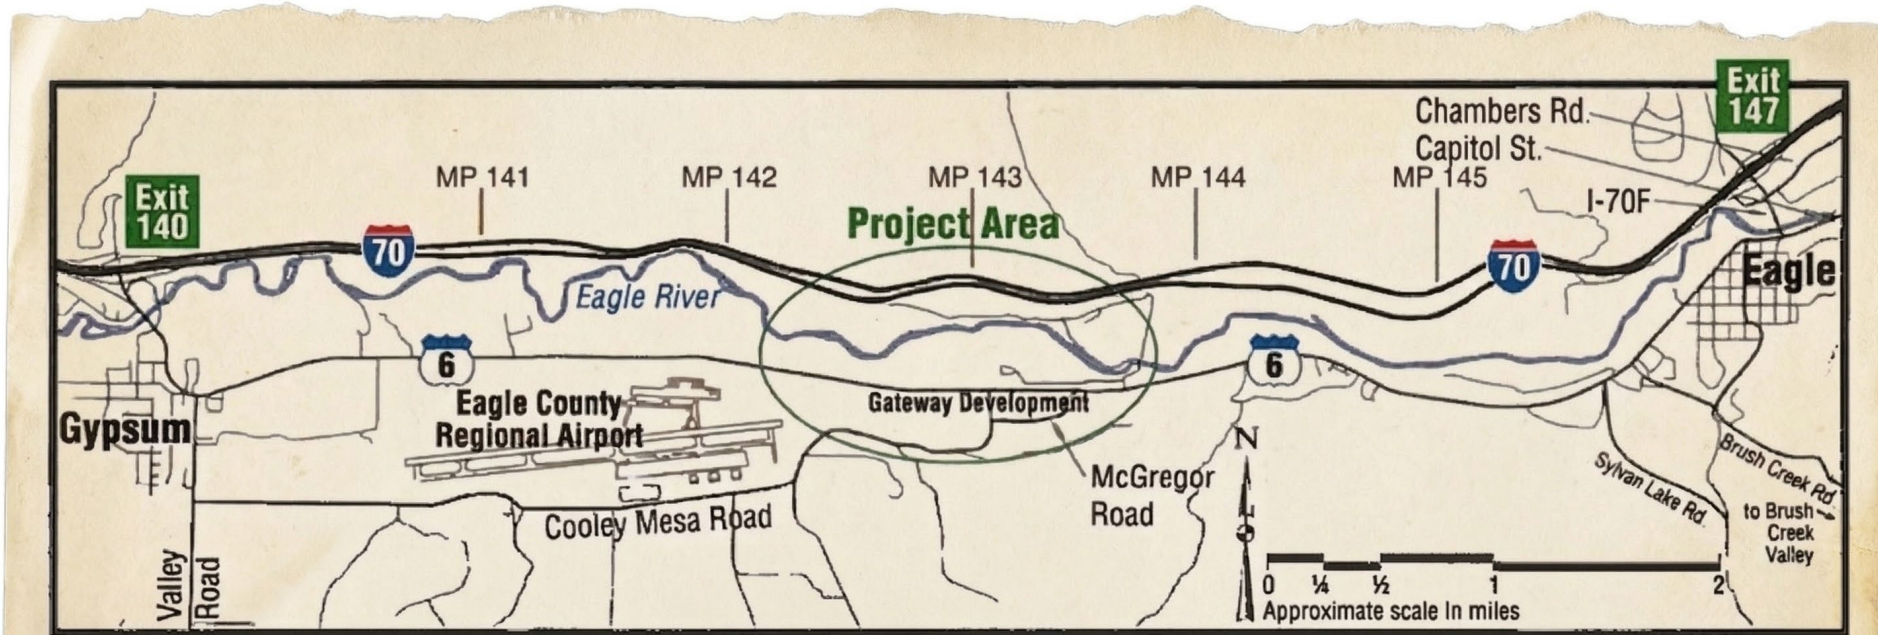 Exit
147
Chambers Rd.
Capitol St.
MP 141
MP 142
MP 143
MP 144
MP 145
Exit
140
I-70F
Project Area
70
70
Eagle
Eagle River
6
6
Eagle County
Regional Airport
Gateway Development
Gypsum
N
McGregor
Road
Brush Creek Rd.
Sylvan Lake Rd.
to Brush
Creek
Valley
Cooley Mesa Road
Valley
Road
0 ¼ ½ 1 2
Approximate scale In miles